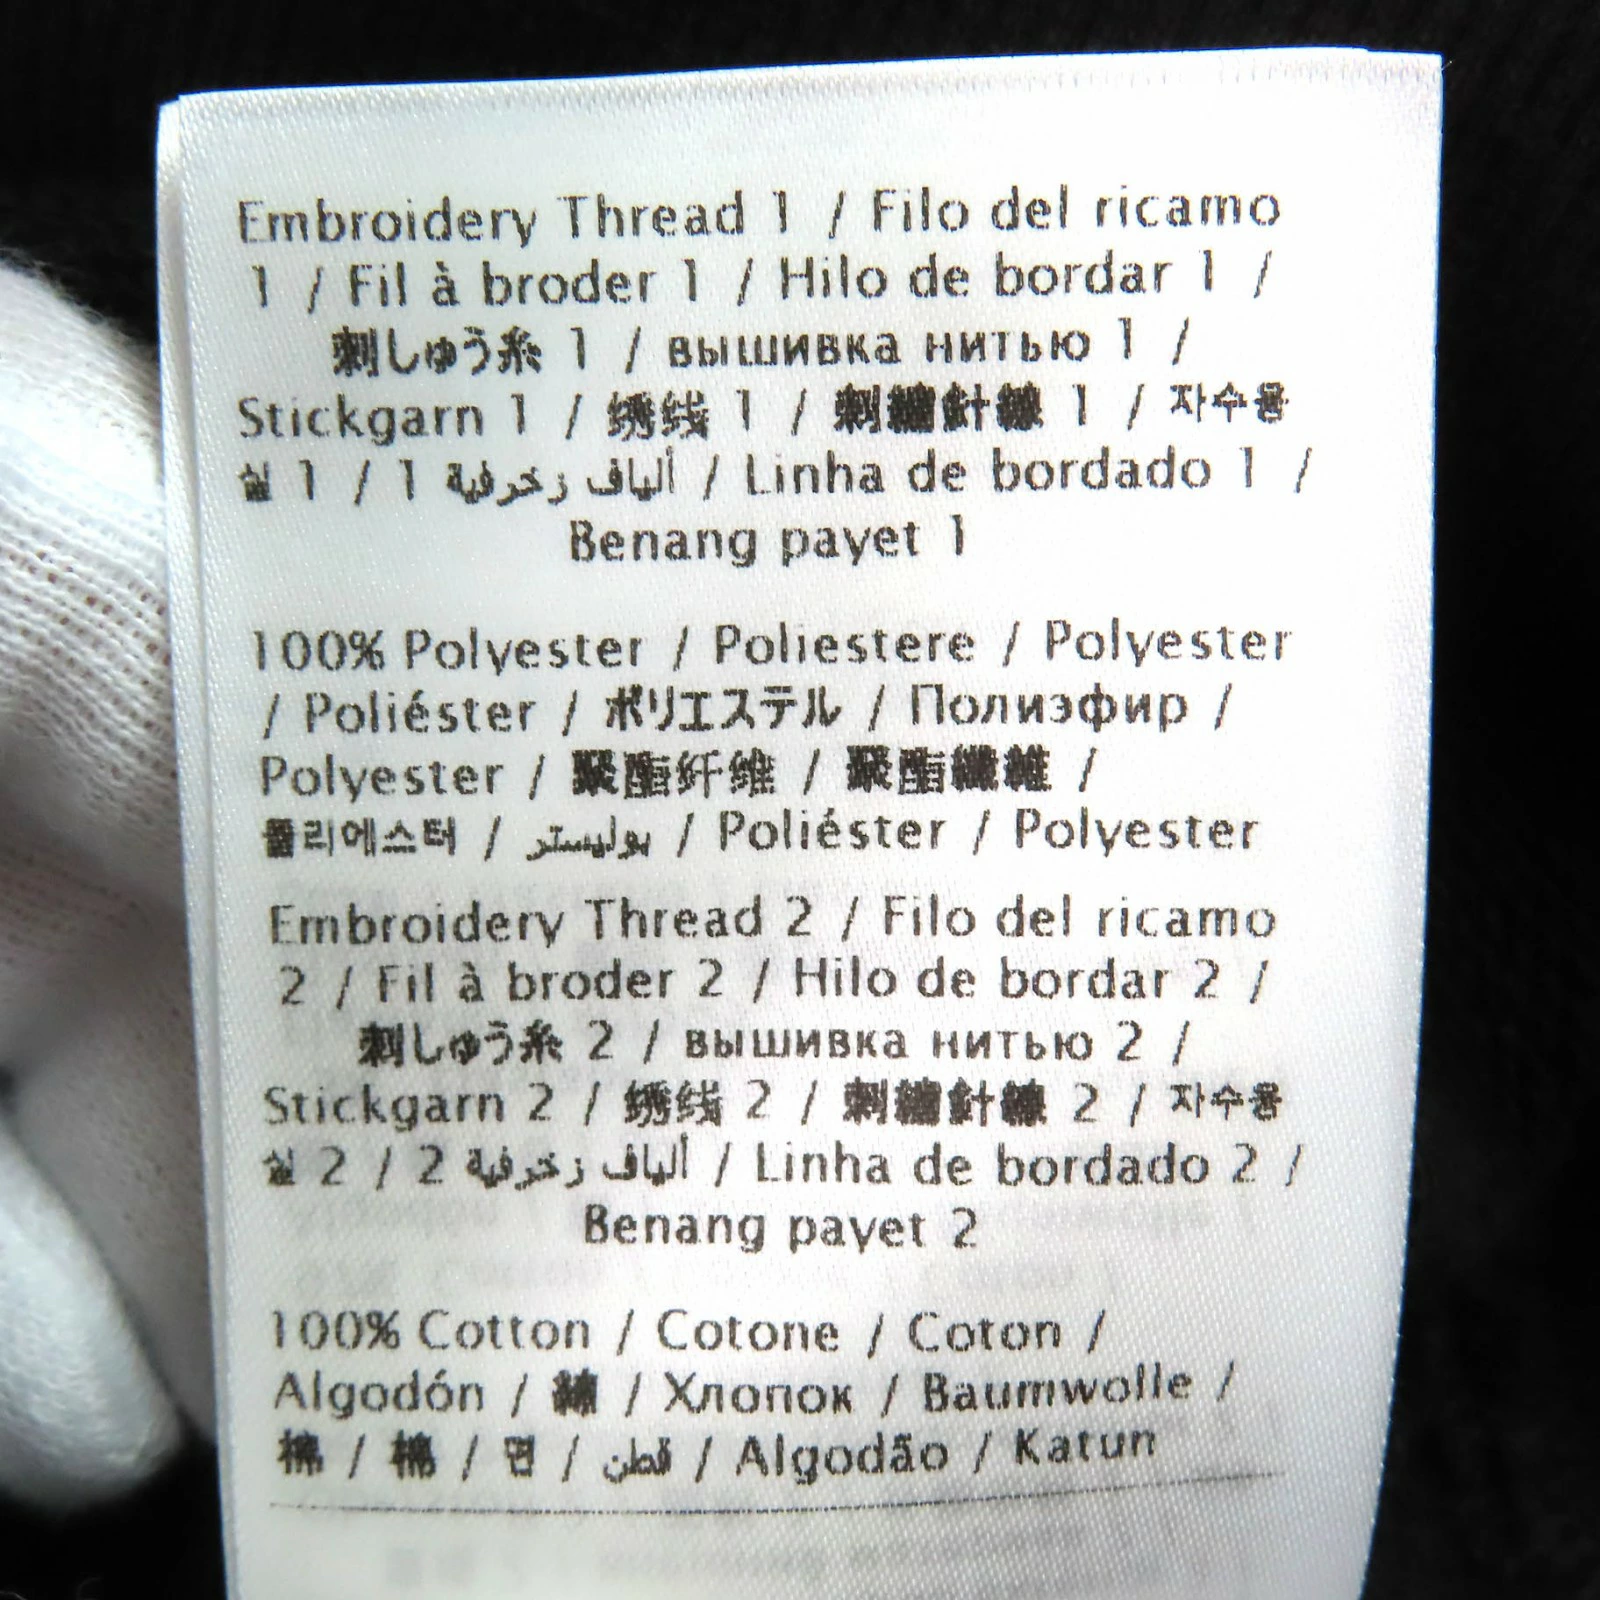 Embroidery Thread 1 / Filo del ricamo
1 / Fil à broder 1 / Hilo de bordar 1 /
刺しゅう糸 1 / вышивка нитью 1 /
Stickgarn 1 / 绣线 1 / 刺繡針線 1 / 자수용
실 1 / 1 ألياف زخرفية / Linha de bordado 1 /
Benang payet 1
100% Polyester / Poliestere / Polyester
/ Poliéster / ポリエステル / Полиэфир /
Polyester / 聚酯纤维 / 聚酯纖維 /
폴리에스터 / بوليستر / Poliéster / Polyester
Embroidery Thread 2 / Filo del ricamo
2 / Fil à broder 2 / Hilo de bordar 2 /
刺しゅう糸 2 / вышивка нитью 2 /
Stickgarn 2 / 绣线 2 / 刺繡針線 2 / 자수용
실 2 / 2 ألياف زخرفية / Linha de bordado 2 /
Benang payet 2
100% Cotton / Cotone / Coton /
Algodón / 綿 / Хлопок / Baumwolle /
棉 / 棉 / 면 / قطن / Algodão / Katun